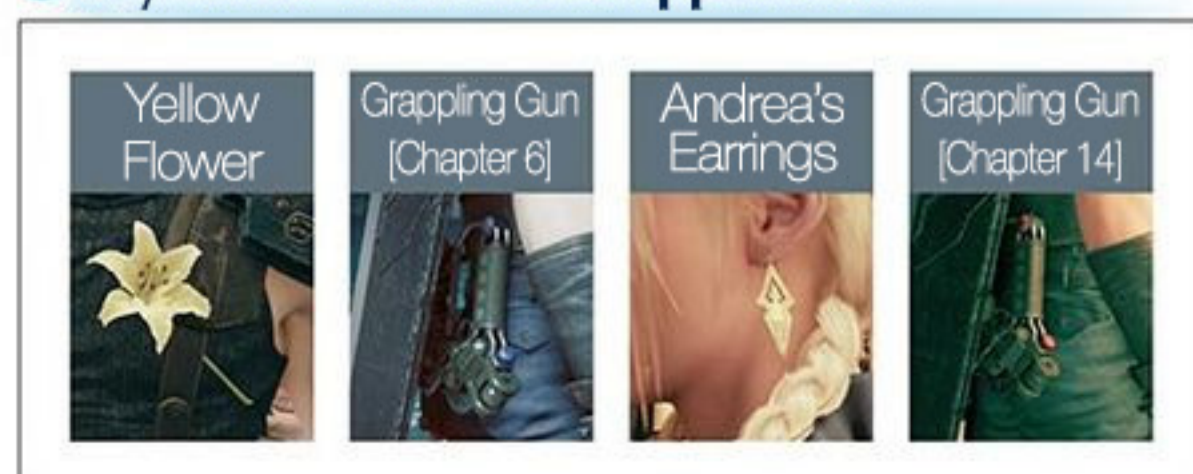 Yellow
Flower
Grappling Gun
[Chapter 6]
Andrea's
Earrings
Grappling Gun
[Chapter 14]